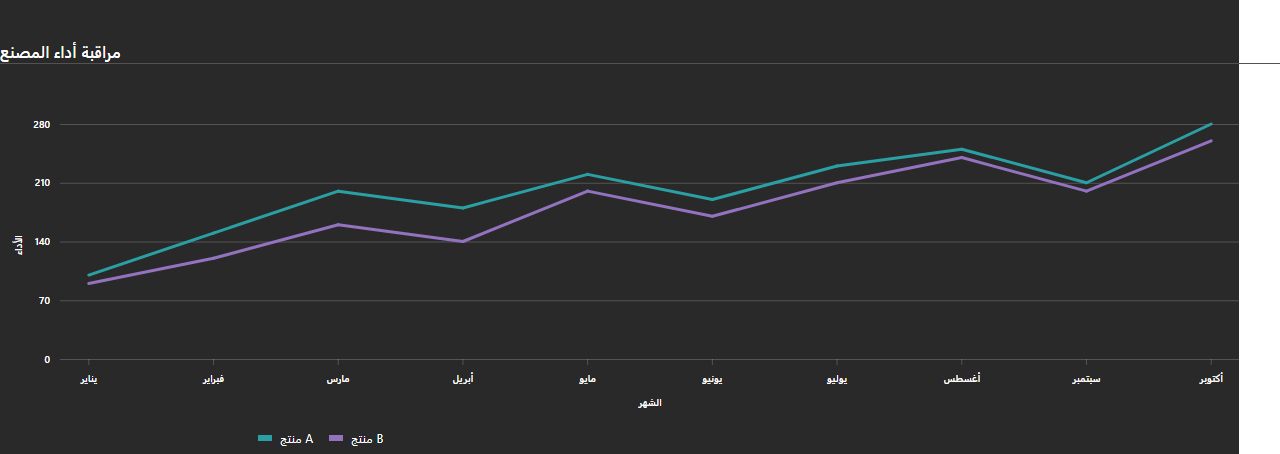 مراقبة أداء المصنع
280
210
140
70
0
الأداء
يناير فبراير مارس أبريل مايو يونيو يوليو أغسطس سبتمبر أكتوبر
الشهر
منتج A منتج B